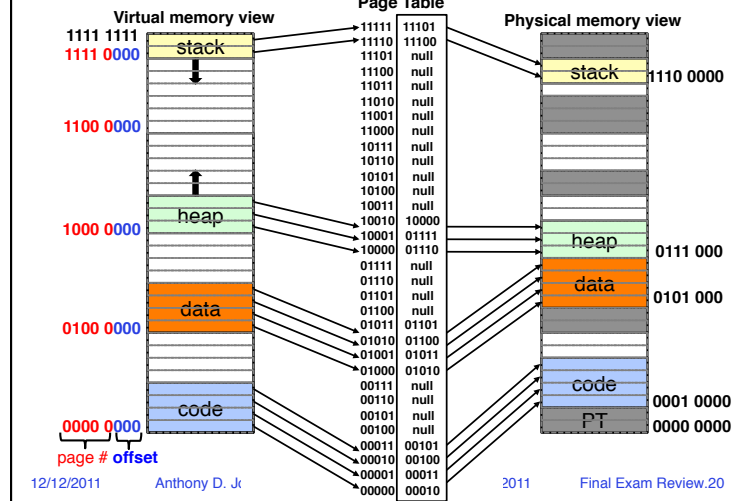 Page Table
Virtual memory view
Physical memory view
1111 1111
1111 0000
stack
1100 0000
heap
1000 0000
data
0100 0000
code
0000 0000
page # offset
11111 11101
11110 11100
11101 null
11100 null
11011 null
11010 null
11001 null
11000 null
10111 null
10110 null
10101 null
10100 null
10011 null
10010 10000
10001 01111
10000 01110
01111 null
01110 null
01101 null
01100 null
01011 01101
01010 01100
01001 01011
01000 01010
00111 null
00110 null
00101 null
00100 null
00011 00101
00010 00100
00001 00011
00000 00010
stack
1110 0000
heap
0111 000
data
0101 000
code
0001 0000
PT
0000 0000
12/12/2011 Anthony D. Jo 2011 Final Exam Review.20